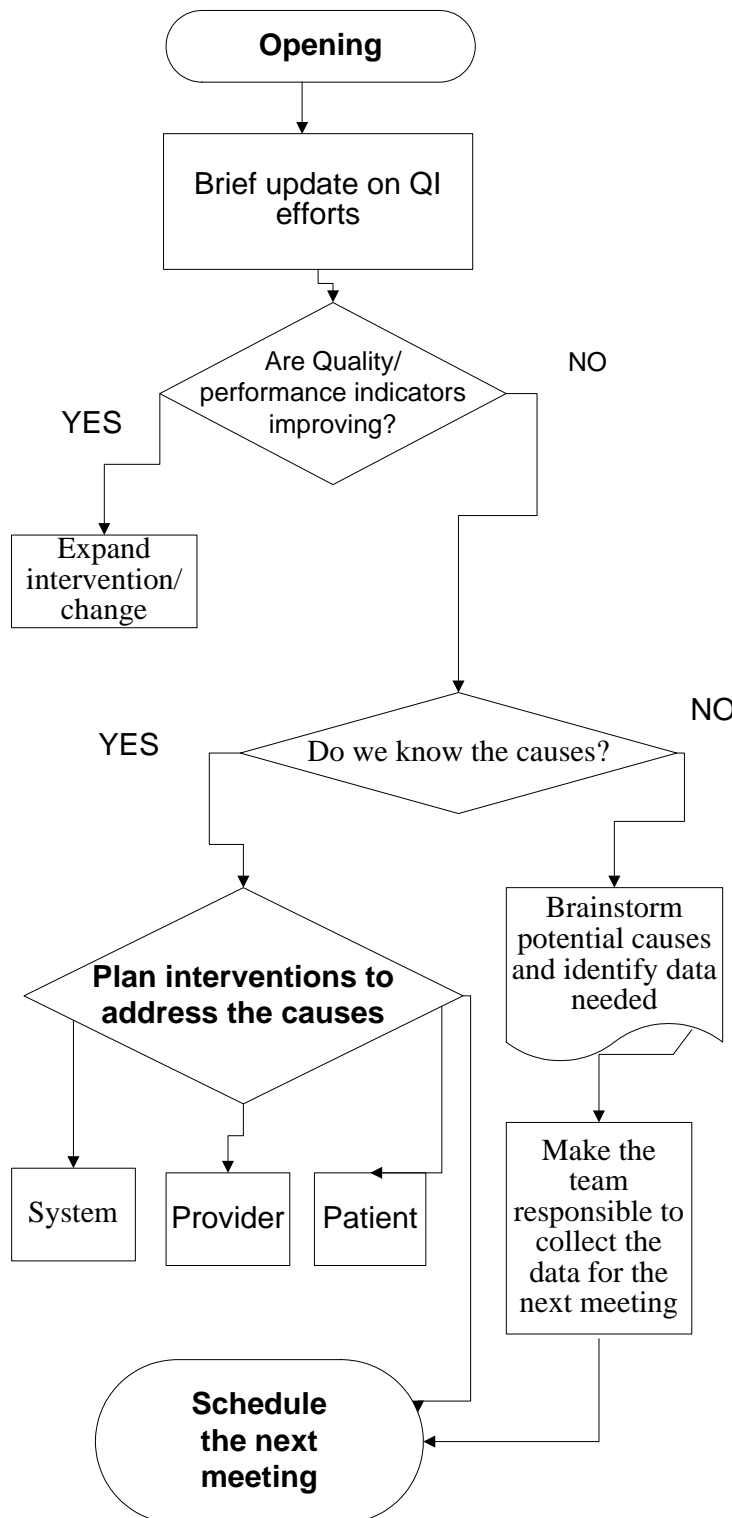 Opening
Brief update on QI
efforts
Are Quality/
performance indicators
improving?
NO
YES
Expand
intervention/
change
Do we know the causes?
NO
YES
Plan interventions to
address the causes
Brainstorm
potential causes
and identify data
needed
System
Provider
Patient
Make the
team
responsible to
collect the
data for the
next meeting
Schedule
the next
meeting